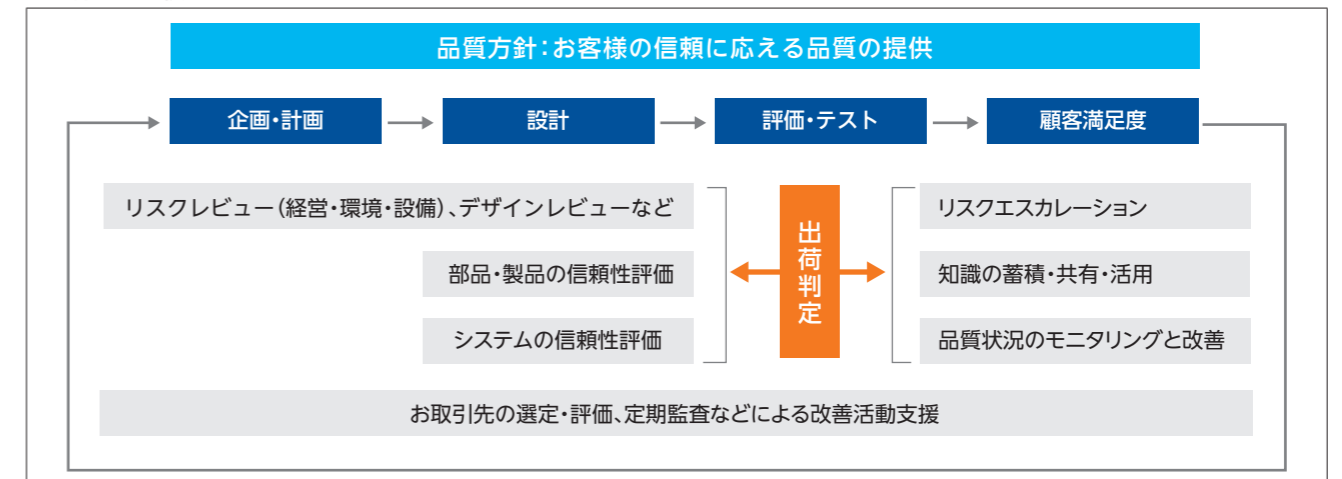 品質方針：お客様の信頼に応える品質の提供
企画・計画
設計
評価・テスト
顧客満足度
リスクレビュー（経営・環境・設備）、デザインレビューなど
部品・製品の信頼性評価
システムの信頼性評価
出荷判定
リスクエスカレーション
知識の蓄積・共有・活用
品質状況のモニタリングと改善
お取引先の選定・評価、定期監査などによる改善活動支援